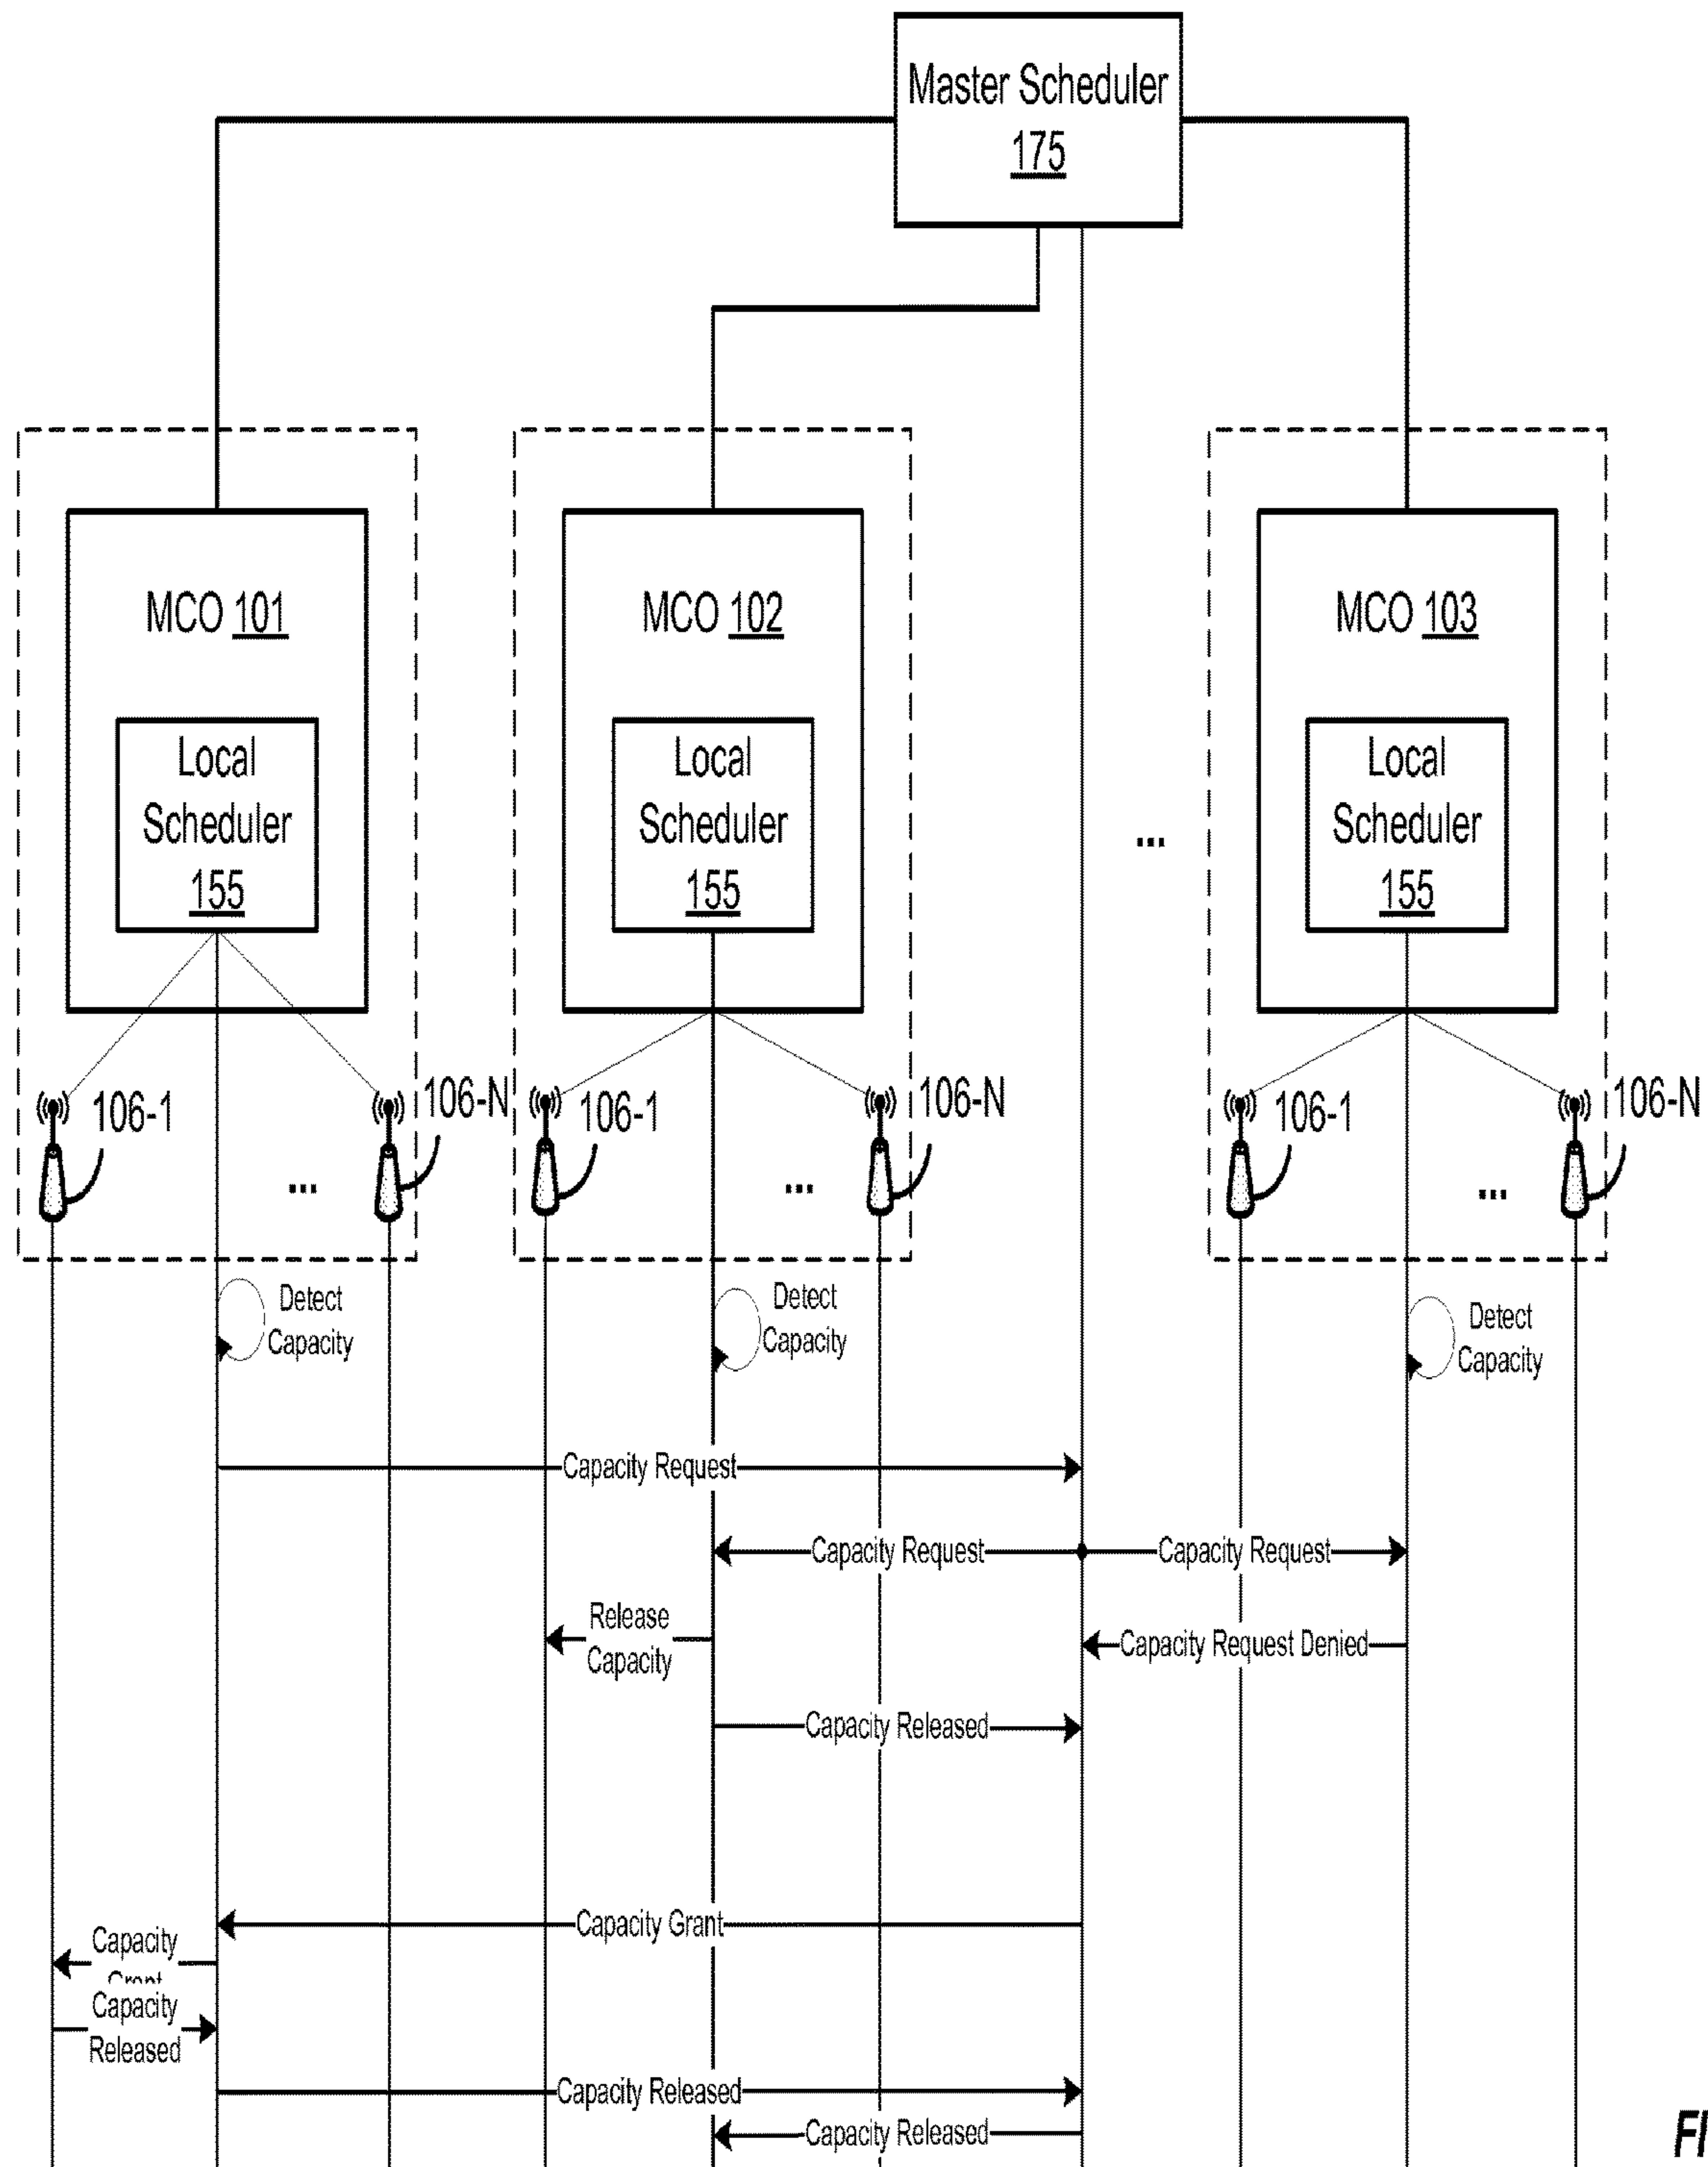 Master Scheduler
175
MCO 101
MCO 102
MCO 103
Local
Scheduler
155
Local
Scheduler
155
...
Local
Scheduler
155
106-1
...
106-N
106-1
...
106-N
106-1
...
106-N
Detect
Capacity
Detect
Capacity
Detect
Capacity
Capacity Request
Capacity Request
Capacity Request
Release
Capacity
Capacity Request Denied
Capacity Released
Capacity Grant
Capacity
Grant
Capacity
Released
Capacity Released
Capacity Released
FI